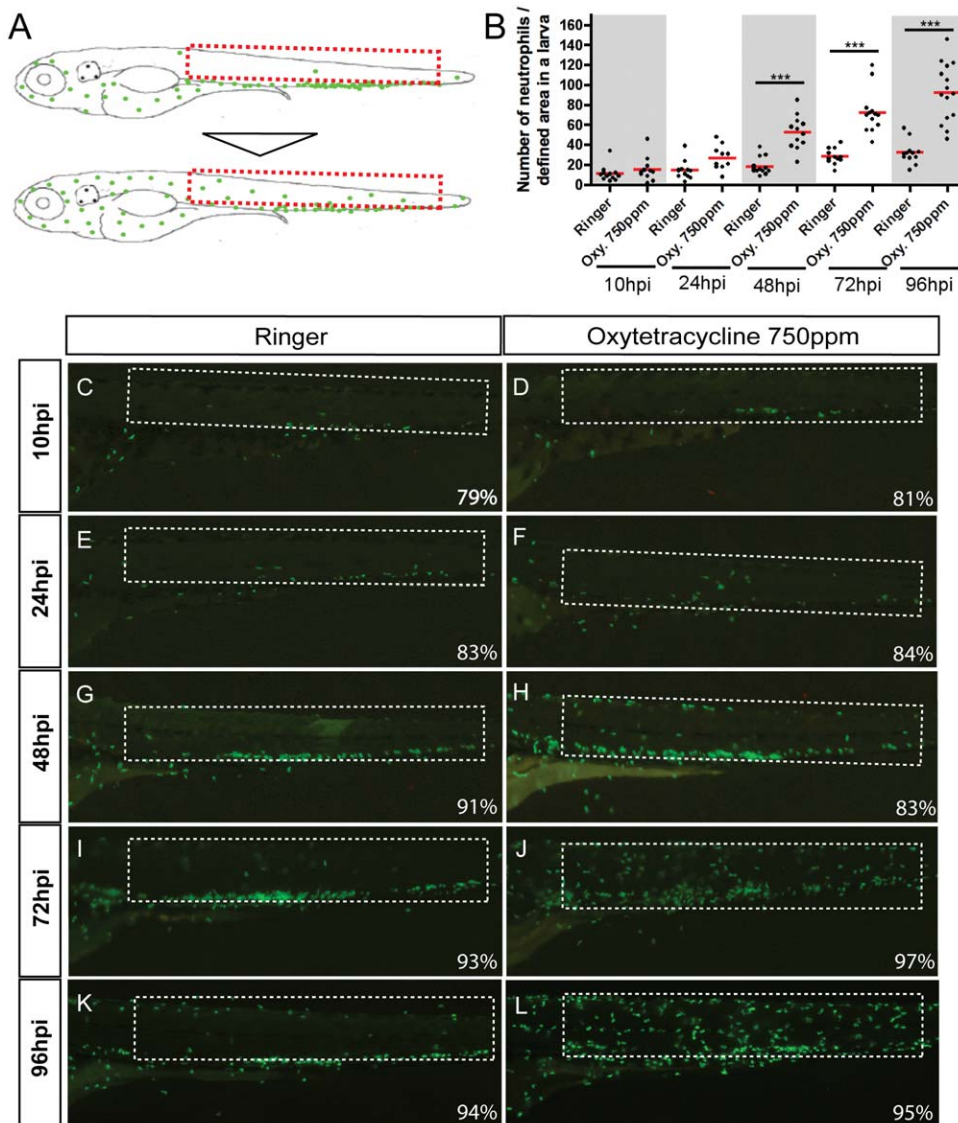 A
B
Number of neutrophils /
defined area in a larva
160
140
120
100
80
60
40
20
0
***
***
***
Ringer
Oxy. 750ppm
Ringer
Oxy. 750ppm
Ringer
Oxy. 750ppm
Ringer
Oxy. 750ppm
Ringer
Oxy. 750ppm
10hpi
24hpi
48hpi
72hpi
96hpi
Ringer
Oxytetracycline 750ppm
10hpi
C
79%
D
81%
24hpi
E
83%
F
84%
48hpi
G
91%
H
83%
72hpi
I
93%
J
97%
96hpi
K
94%
L
95%